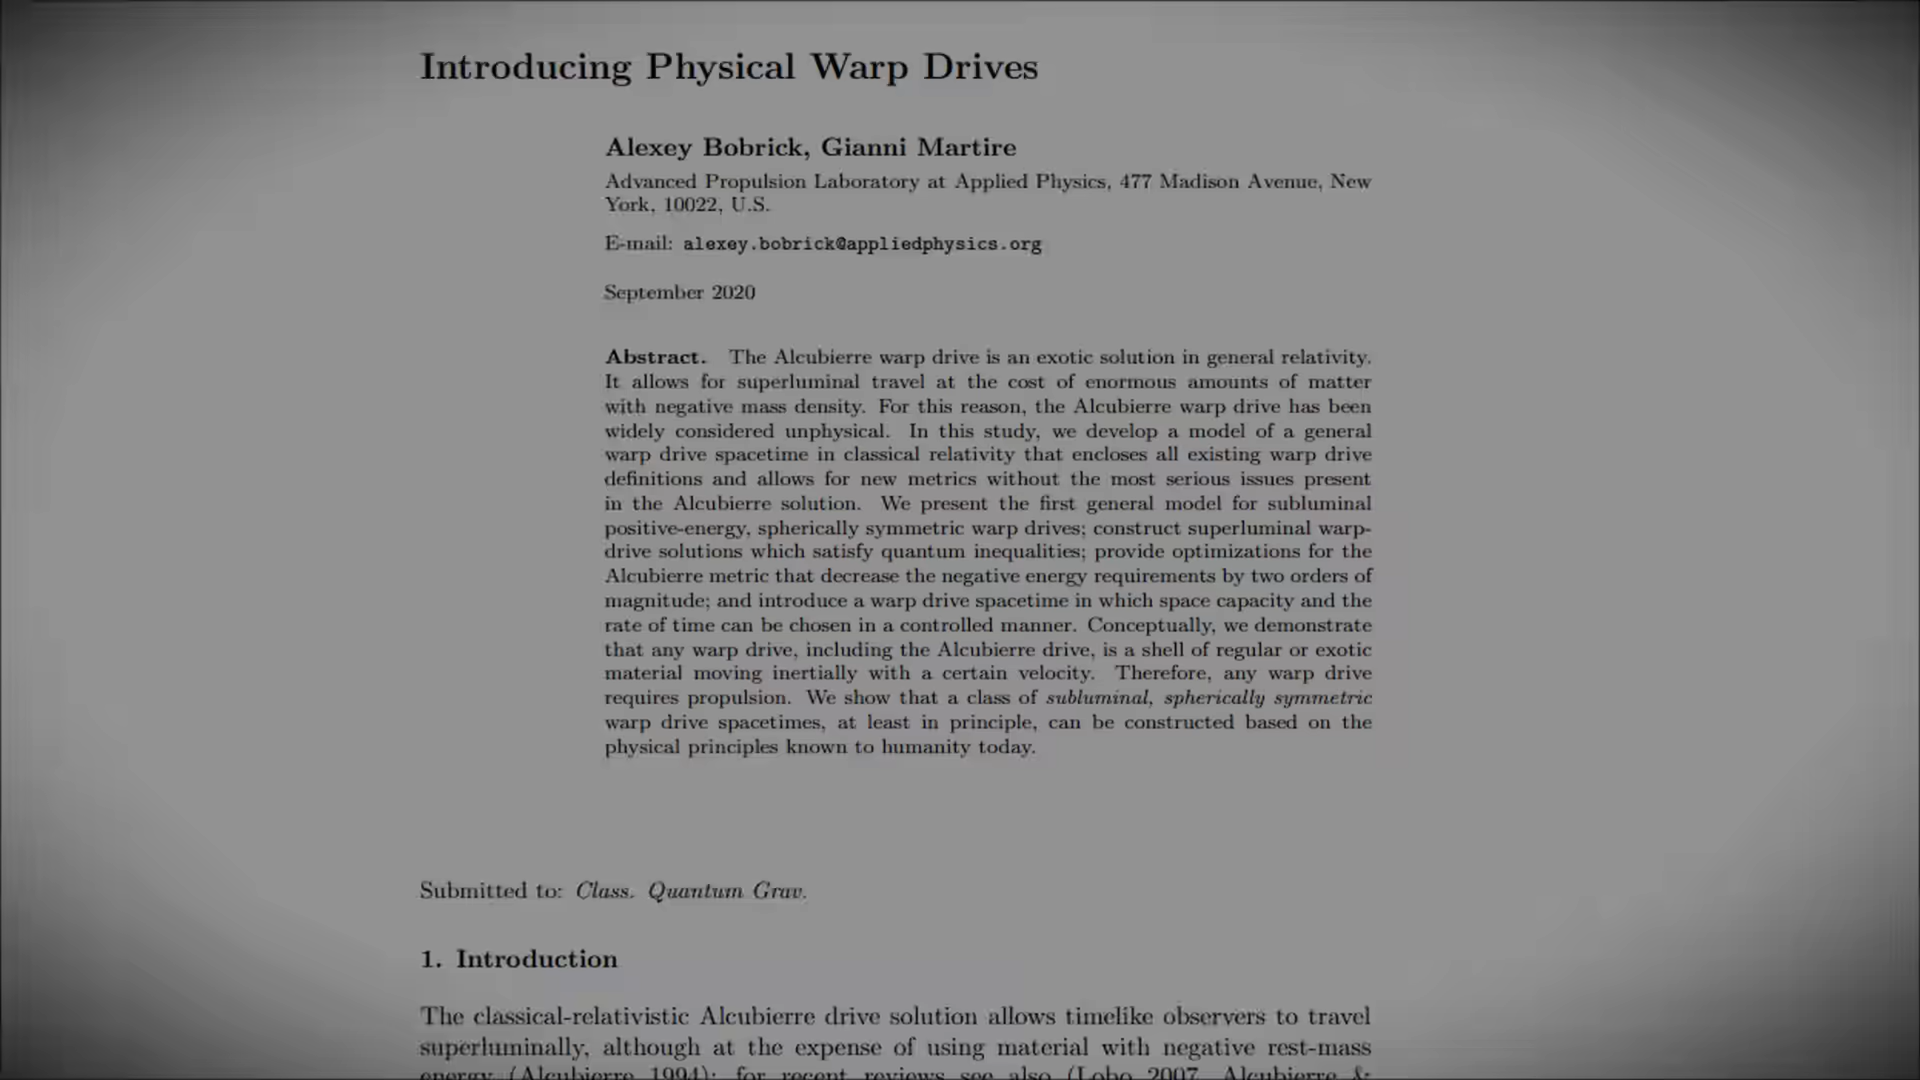 Introducing Physical Warp Drives
Alexey Bobrick, Gianni Martire
Advanced Propulsion Laboratory at Applied Physics, 477 Madison Avenue, New
York, 10022, U.S.
E-mail: alexey.bobrick@appliedphysics.org
September 2020
Abstract. The Alcubierre warp drive is an exotic solution in general relativity.
It allows for superluminal travel at the cost of enormous amounts of matter
with negative mass density. For this reason, the Alcubierre warp drive has been
widely considered unphysical. In this study, we develop a model of a general
warp drive spacetime in classical relativity that encloses all existing warp drive
definitions and allows for new metrics without the most serious issues present
in the Alcubierre solution. We present the first general model for subluminal
positive-energy, spherically symmetric warp drives; construct superluminal warp-
drive solutions which satisfy quantum inequalities; provide optimizations for the
Alcubierre metric that decrease the negative energy requirements by two orders of
magnitude; and introduce a warp drive spacetime in which space capacity and the
rate of time can be chosen in a controlled manner. Conceptually, we demonstrate
that any warp drive, including the Alcubierre drive, is a shell of regular or exotic
material moving inertially with a certain velocity. Therefore, any warp drive
requires propulsion. We show that a class of subluminal, spherically symmetric
warp drive spacetimes, at least in principle, can be constructed based on the
physical principles known to humanity today.
Submitted to: Class. Quantum Grav.
1. Introduction
The classical-relativistic Alcubierre drive solution allows timelike observers to travel
superluminally, although at the expense of using material with negative rest-mass
energy (Alcubierre 1994); for recent reviews see also (Lobo 2007, Alcubierre &